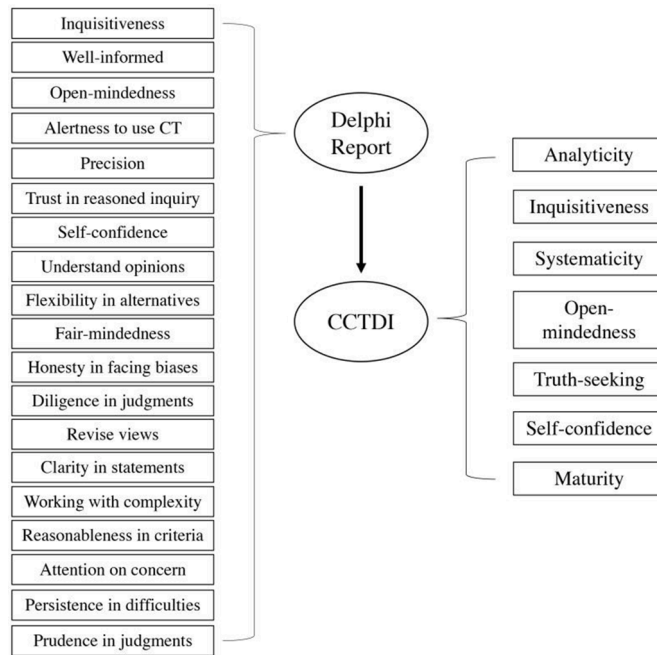 Inquisitiveness
Well-informed
Open-mindedness
Alertness to use CT
Precision
Trust in reasoned inquiry
Self-confidence
Understand opinions
Flexibility in alternatives
Fair-mindedness
Honesty in facing biases
Diligence in judgments
Revise views
Clarity in statements
Working with complexity
Reasonableness in criteria
Attention on concern
Persistence in difficulties
Prudence in judgments
Delphi
Report
CCTDI
Analyticity
Inquisitiveness
Systematicity
Open-
mindedness
Truth-seeking
Self-confidence
Maturity